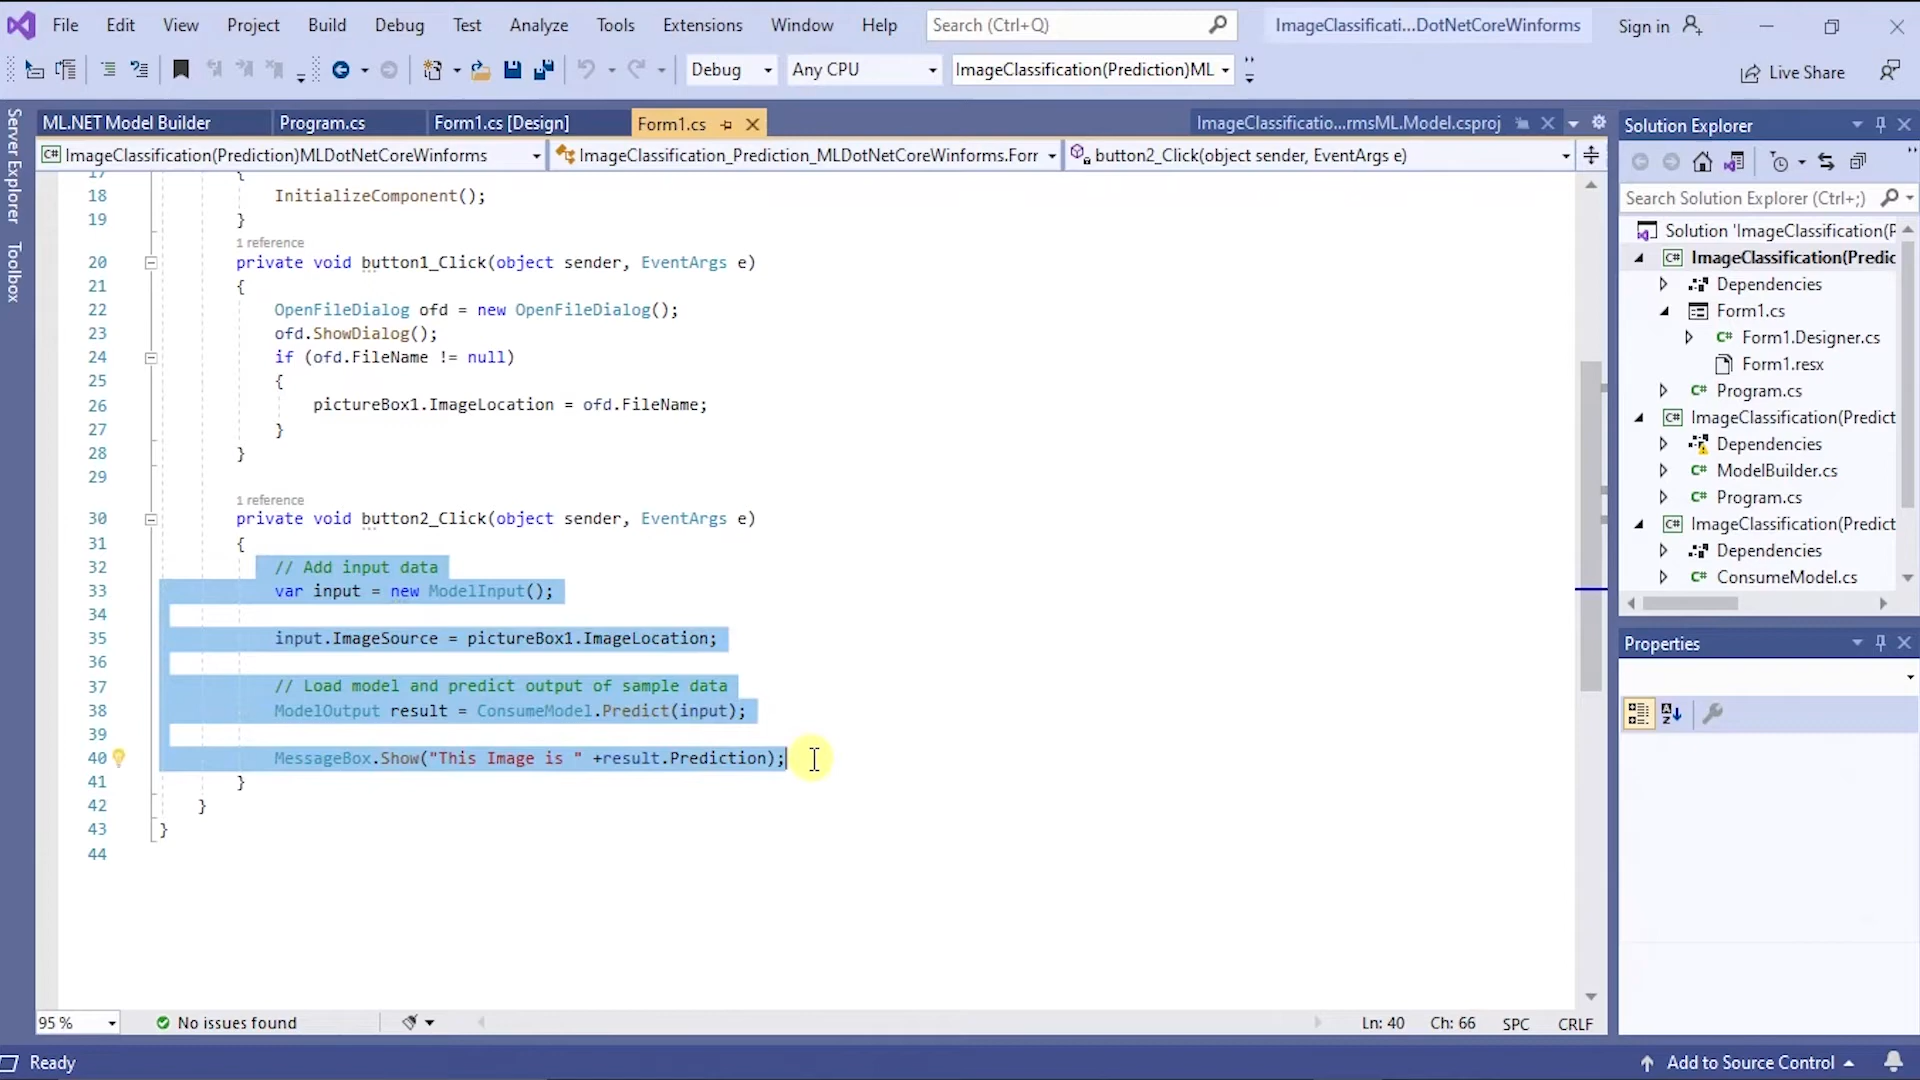 File Edit View Project Build Debug Test Analyze Tools Extensions Window Help Search (Ctrl+Q) ImageClassificati...DotNetCoreWinforms Sign in
Debug Any CPU ImageClassification(Prediction)ML Live Share
Server Explorer
Toolbox
ML.NET Model Builder Program.cs Form1.cs [Design] Form1.cs ImageClassificatio...rmsML.Model.csproj
ImageClassification(Prediction)MLDotNetCoreWinforms ImageClassification_Prediction_MLDotNetCoreWinforms.Forr button2_Click(object sender, EventArgs e)
17 {
18 InitializeComponent();
19 }
1 reference
20 private void button1_Click(object sender, EventArgs e)
21 {
22 OpenFileDialog ofd = new OpenFileDialog();
23 ofd.ShowDialog();
24 if (ofd.FileName != null)
25 {
26 pictureBox1.ImageLocation = ofd.FileName;
27 }
28 }
29
1 reference
30 private void button2_Click(object sender, EventArgs e)
31 {
32 // Add input data
33 var input = new ModelInput();
34
35 input.ImageSource = pictureBox1.ImageLocation;
36
37 // Load model and predict output of sample data
38 ModelOutput result = ConsumeModel.Predict(input);
39
40 MessageBox.Show("This Image is " +result.Prediction);
41 }
42 }
43 }
44
95 % No issues found Ln: 40 Ch: 66 SPC CRLF
Solution Explorer
Search Solution Explorer (Ctrl+;)
Solution 'ImageClassification(P
C# ImageClassification(Predic
Dependencies
Form1.cs
C# Form1.Designer.cs
Form1.resx
C# Program.cs
C# ImageClassification(Predict
Dependencies
C# ModelBuilder.cs
C# Program.cs
C# ImageClassification(Predict
Dependencies
C# ConsumeModel.cs
Properties
Ready Add to Source Control